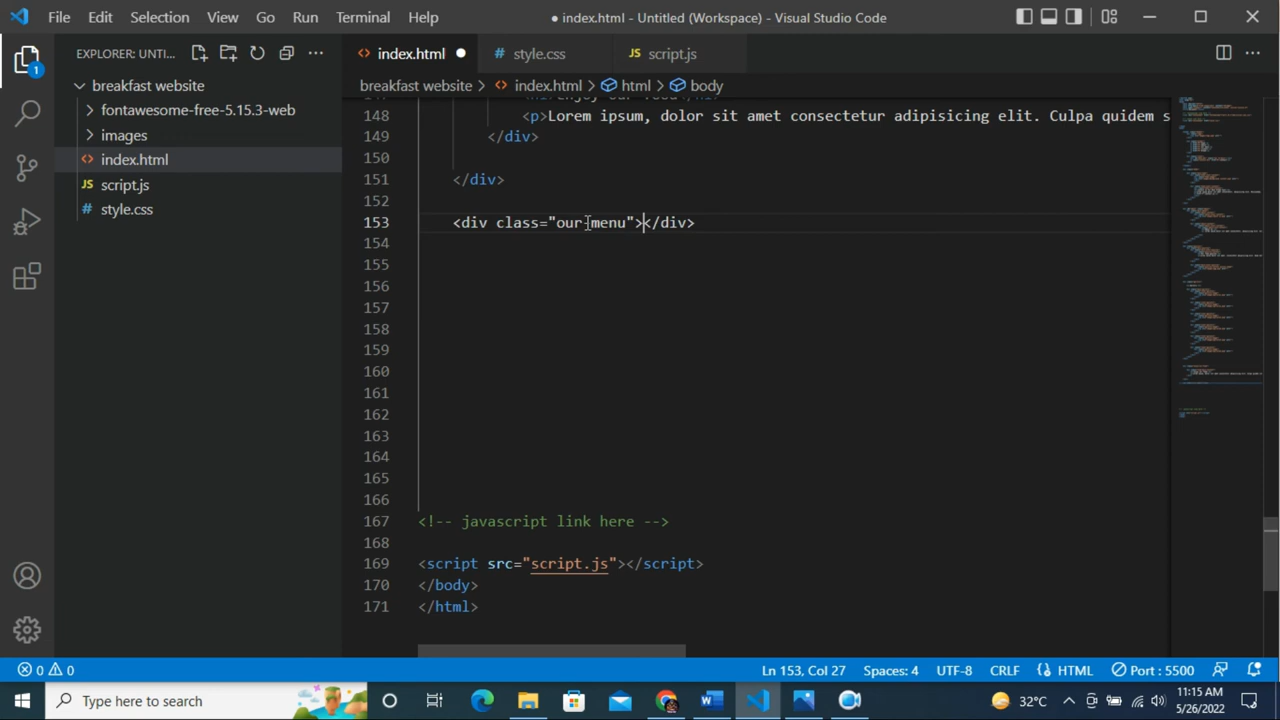 File Edit Selection View Go Run Terminal Help
● index.html - Untitled (Workspace) - Visual Studio Code
EXPLORER: UNTI...
index.html ●
style.css
script.js
breakfast website
breakfast website > index.html > html > body
fontawesome-free-5.15.3-web
images
index.html
script.js
style.css
148 <p>Lorem ipsum, dolor sit amet consectetur adipisicing elit. Culpa quidem s
149 </div>
150
151 </div>
152
153 <div class="our-menu"></div>
154
155
156
157
158
159
160
161
162
163
164
165
166
167 <!-- javascript link here -->
168
169 <script src="script.js"></script>
170 </body>
171 </html>
1
0 0
Ln 153, Col 27 Spaces: 4 UTF-8 CRLF HTML Port : 5500
Type here to search
32°C
11:15 AM
5/26/2022